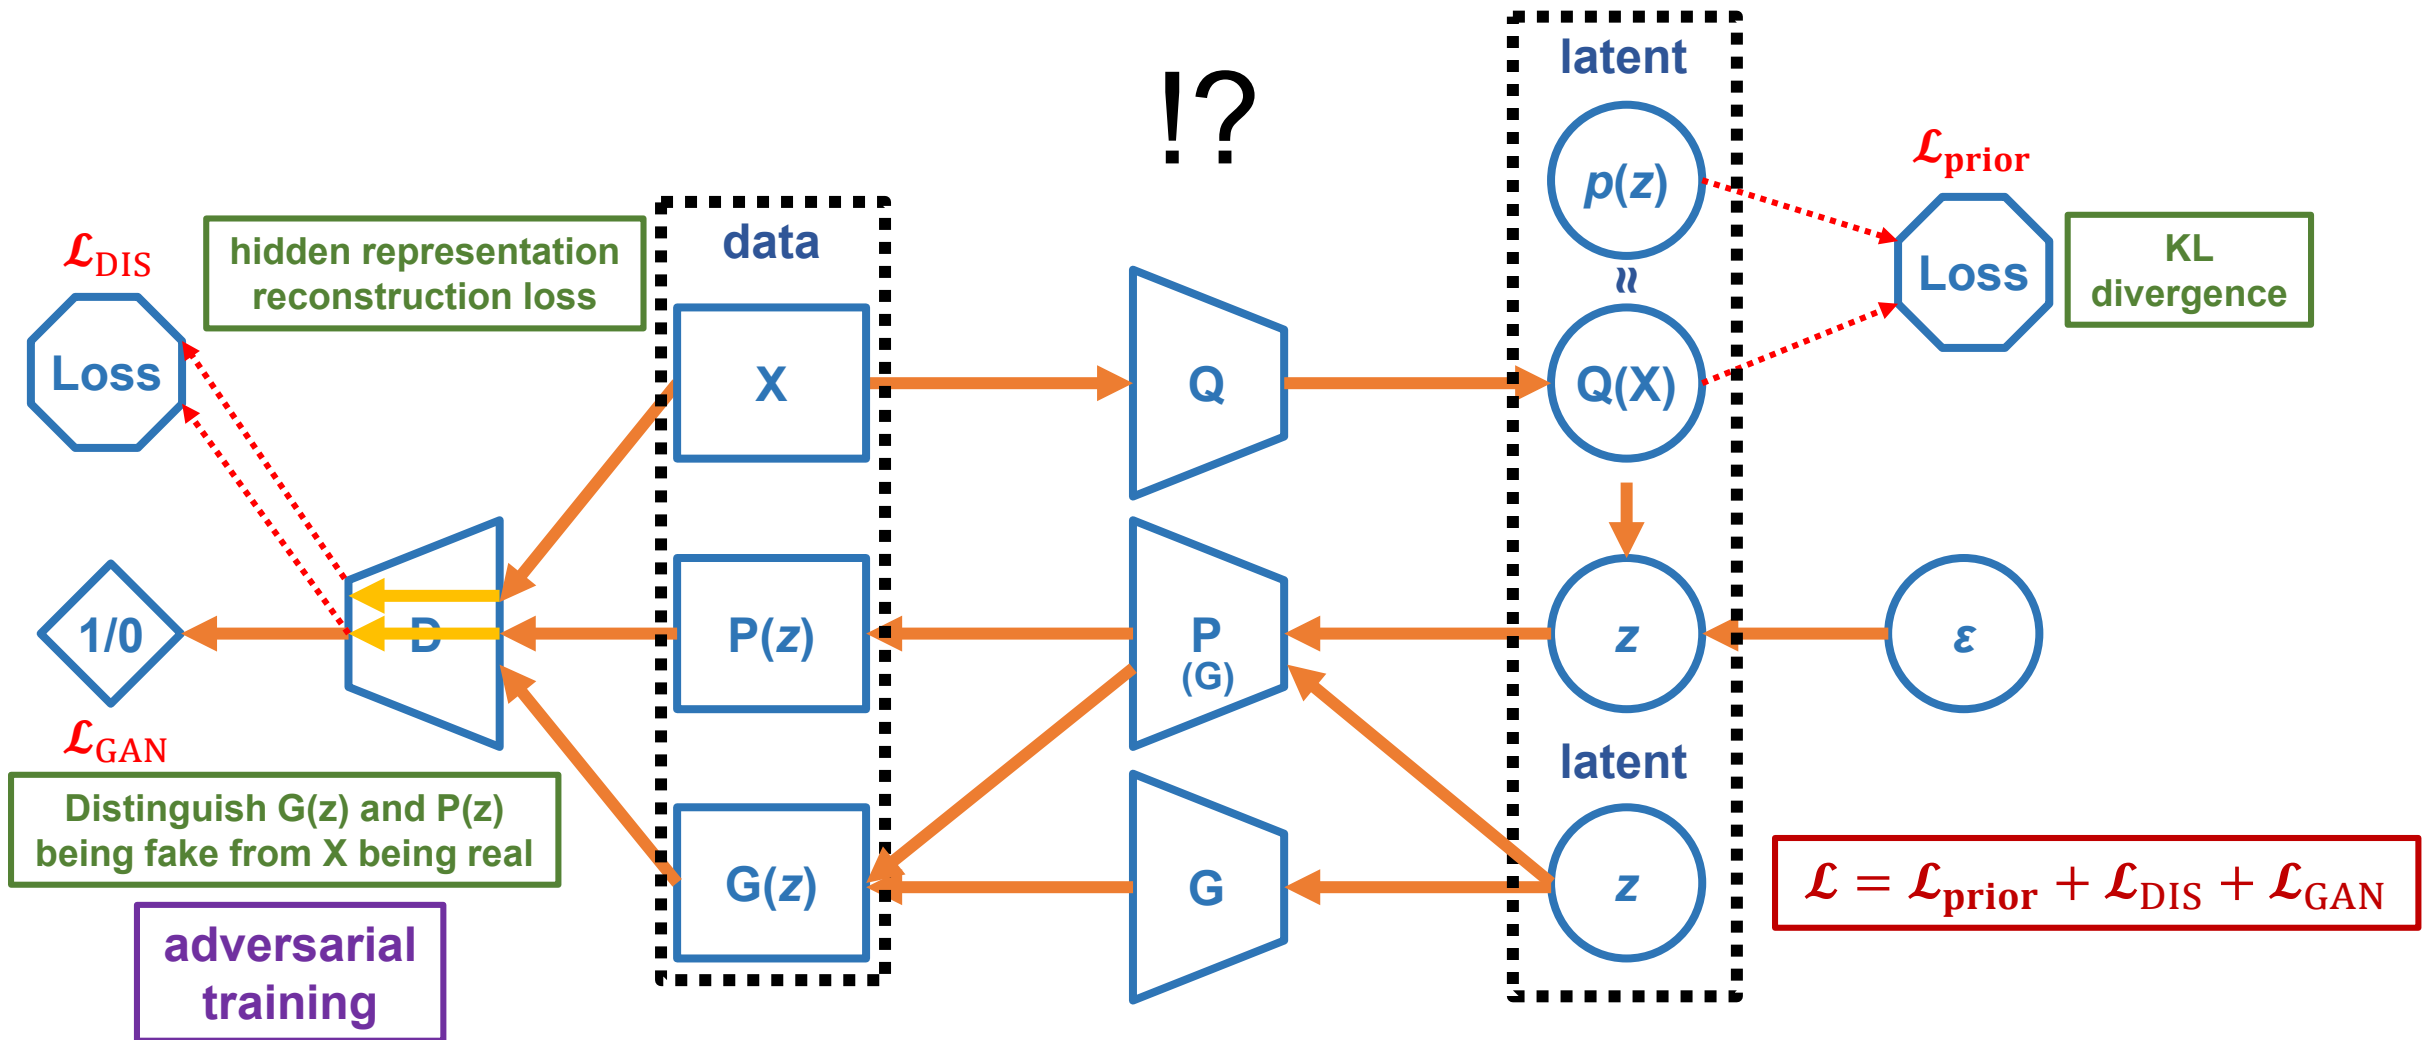 !?
latent
p(z)
≈
Q(X)
z
latent
z
ℒprior
Loss
KL
divergence
ε
ℒ = ℒprior + ℒDIS + ℒGAN
Q
P
(G)
G
data
X
P(z)
G(z)
hidden representation
reconstruction loss
ℒDIS
Loss
D
1/0
ℒGAN
Distinguish G(z) and P(z)
being fake from X being real
adversarial
training